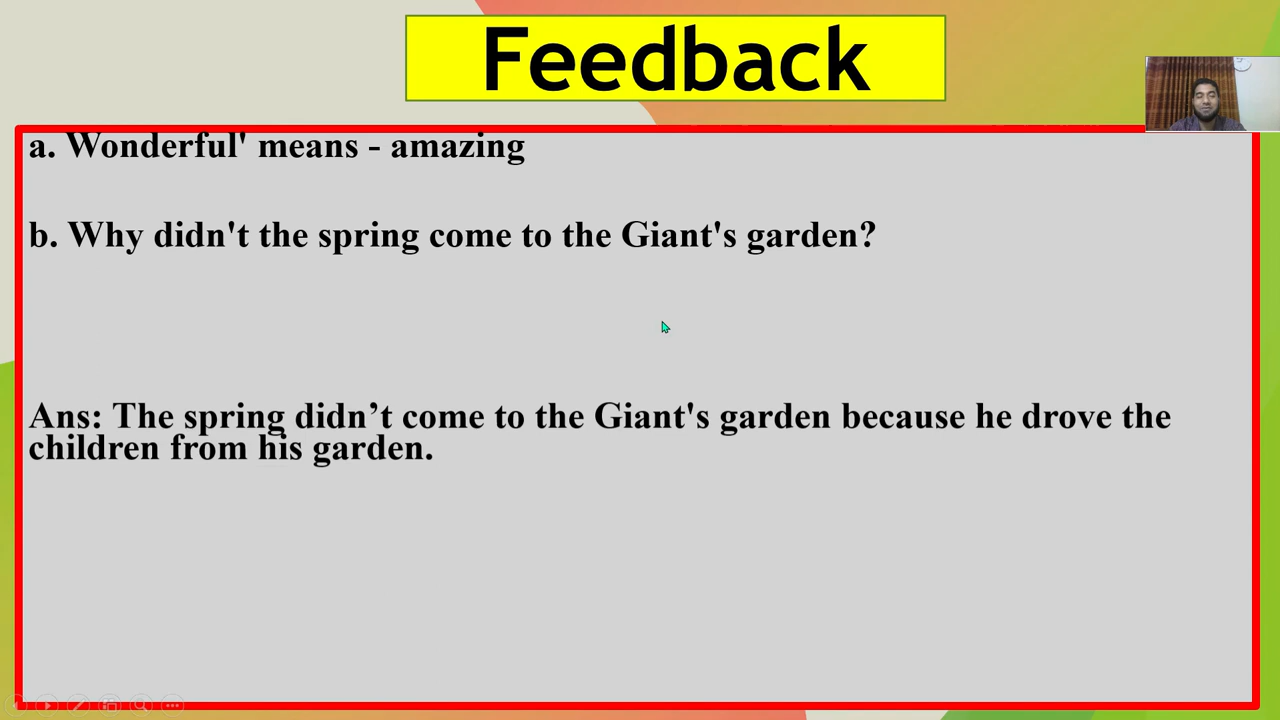 Feedback
a. Wonderful' means - amazing
b. Why didn't the spring come to the Giant's garden?
Ans: The spring didn’t come to the Giant's garden because he drove the
children from his garden.